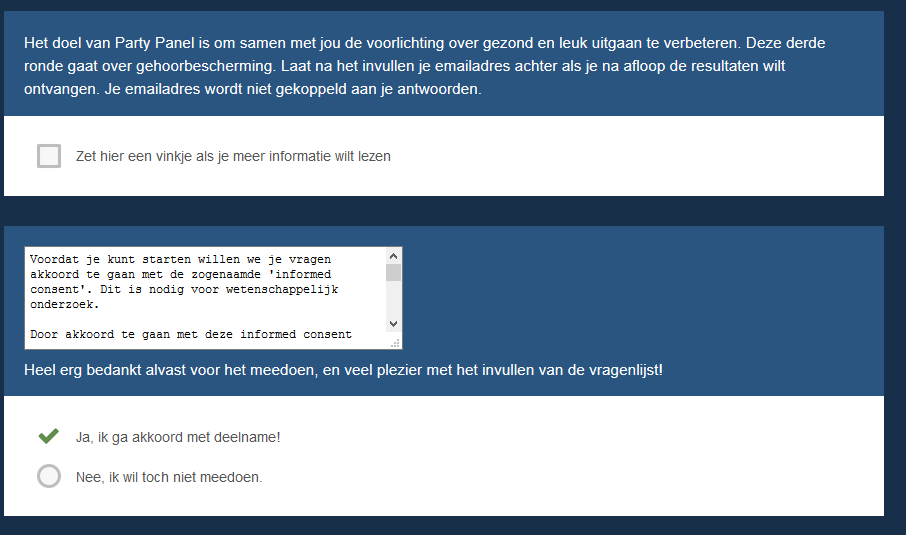 Het doel van Party Panel is om samen met jou de voorlichting over gezond en leuk uitgaan te verbeteren. Deze derde
ronde gaat over gehoorbescherming. Laat na het invullen je emailadres achter als je na afloop de resultaten wilt
ontvangen. Je emailadres wordt niet gekoppeld aan je antwoorden.
Zet hier een vinkje als je meer informatie wilt lezen
Voordat je kunt starten willen we je vragen
akkoord te gaan met de zogenaamde 'informed
consent'. Dit is nodig voor wetenschappelijk
onderzoek.
Door akkoord te gaan met deze informed consent
Heel erg bedankt alvast voor het meedoen, en veel plezier met het invullen van de vragenlijst!
Ja, ik ga akkoord met deelname!
Nee, ik wil toch niet meedoen.